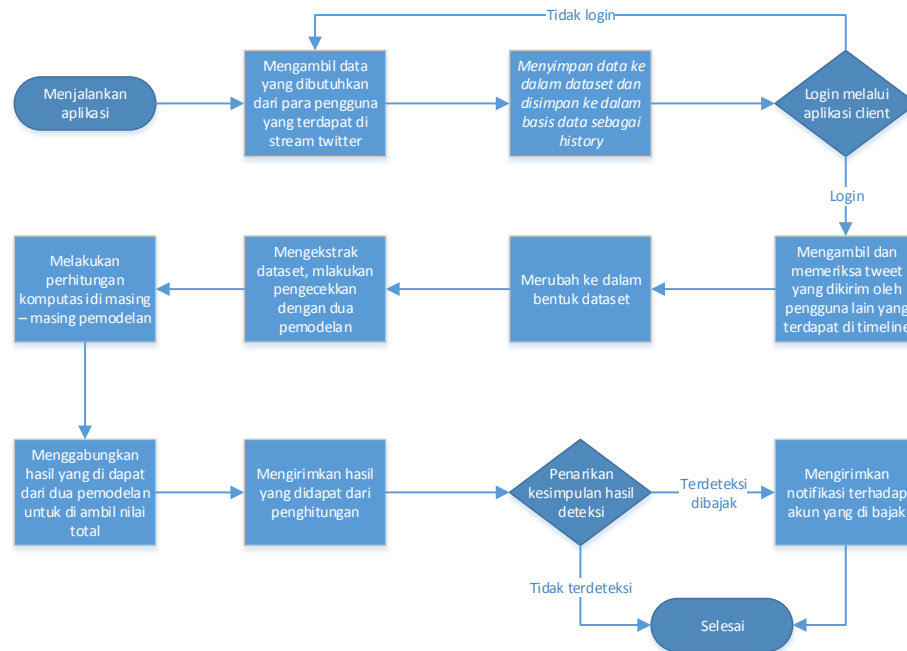 Tidak login
Menjalankan
aplikasi
Mengambil data
yang dibutuhkan
dari para pengguna
yang terdapat di
stream twitter
Menyimpan data ke
dalam dataset dan
disimpan ke dalam
basis data sebagai
history
Login melalui
aplikasi client
Login
Melakukan
perhitungan
komputas idi masing
– masing pemodelan
Mengekstrak
dataset, mlakukan
pengecekkan
dengan dua
pemodelan
Merubah ke dalam
bentuk dataset
Mengambil dan
memeriksa tweet
yang dikirim oleh
pengguna lain yang
terdapat di timeline
Menggabungkan
hasil yang di dapat
dari dua pemodelan
untuk di ambil nilai
total
Mengirimkan hasil
yang didapat dari
penghitungan
Penarikan
kesimpulan hasil
deteksi
Terdeteksi
dibajak
Mengirimkan
notifikasi terhadap
akun yang di bajak
Tidak terdeteksi
Selesai